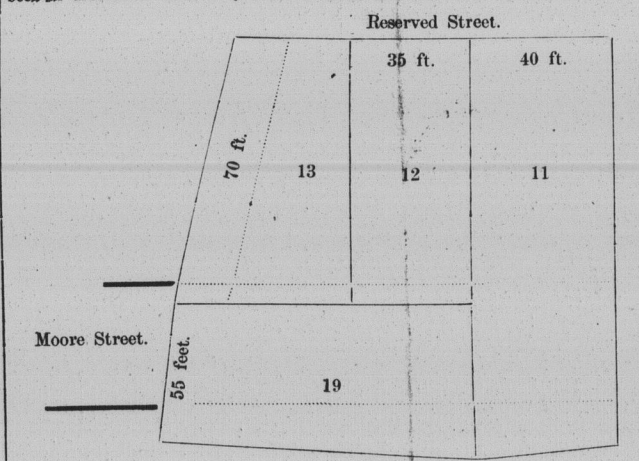 Reserved Street.
35 ft.
40 ft.
70 ft.
13
12
11
Moore Street.
55 feet.
19